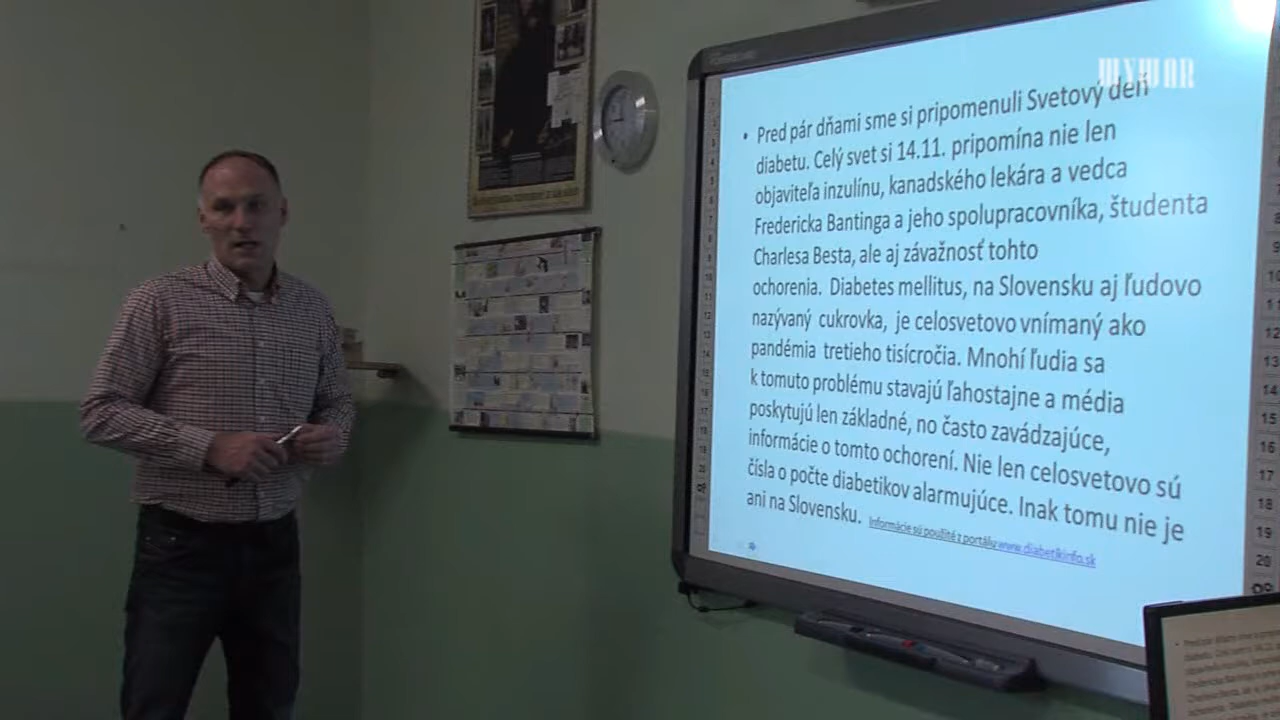 MYWOR
• Pred pár dňami sme si pripomenuli Svetový deň
diabetu. Celý svet si 14.11. pripomína nie len
objaviteľa inzulínu, kanadského lekára a vedca
Fredericka Bantinga a jeho spolupracovníka, študenta
Charlesa Besta, ale aj závažnosť tohto
ochorenia. Diabetes mellitus, na Slovensku aj ľudovo
nazývaný cukrovka, je celosvetovo vnímaný ako
pandémia tretieho tisícročia. Mnohí ľudia sa
k tomuto problému stavajú ľahostajne a média
poskytujú len základné, no často zavádzajúce,
informácie o tomto ochorení. Nie len celosvetovo sú
čísla o počte diabetikov alarmujúce. Inak tomu nie je
ani na Slovensku. Informácie sú použité z portálu www.diabetikinfo.sk